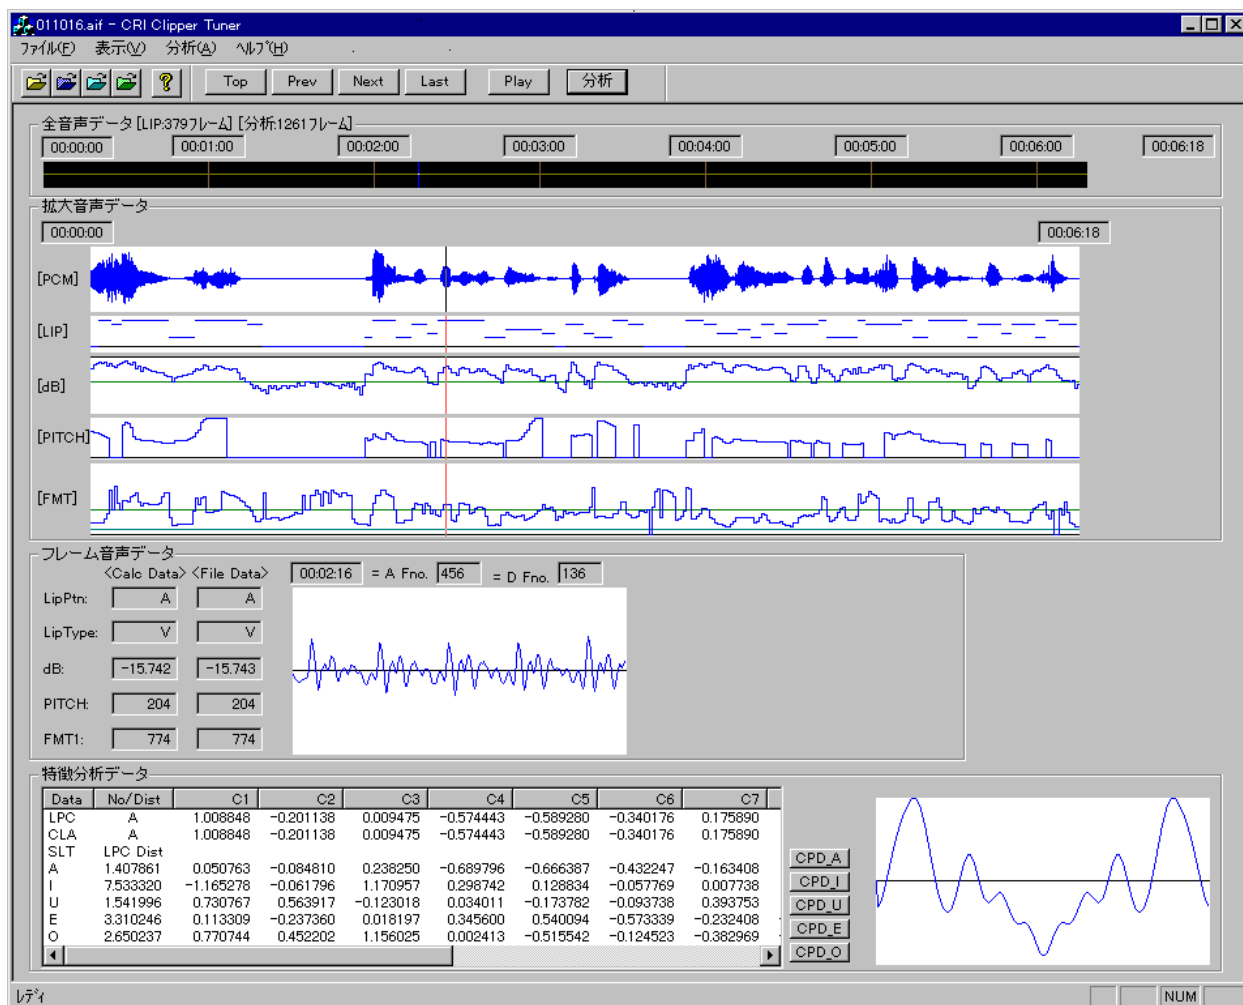 011016.aif - CRI Clipper Tuner
ﾌｧｲﾙ(F) 表示(V) 分析(A) ﾍﾙﾌﾟ(H)
Top Prev Next Last Play 分析
全音声データ [LIP:379フレーム] [分析:1261フレーム]
00:00:00 00:01:00 00:02:00 00:03:00 00:04:00 00:05:00 00:06:00 00:06:18
拡大音声データ
00:00:00 00:06:18
[PCM]
[LIP]
[dB]
[PITCH]
[FMT]
フレーム音声データ
<Calc Data> <File Data> 00:02:16 = A Fno. 456 = D Fno. 136
LipPtn: A A
LipType: V V
dB: -15.742 -15.743
PITCH: 204 204
FMT1: 774 774
特徴分析データ
Data No/Dist C1 C2 C3 C4 C5 C6 C7
LPC A 1.008848 -0.201138 0.009475 -0.574443 -0.589280 -0.340176 0.175890
CLA A 1.008848 -0.201138 0.009475 -0.574443 -0.589280 -0.340176 0.175890
SLT LPC Dist
A 1.407861 0.050763 -0.084810 0.238250 -0.689796 -0.666387 -0.432247 -0.163408
I 7.533320 -1.165278 -0.061796 1.170957 0.298742 0.128834 -0.057769 0.007738
U 1.541996 0.730767 0.563917 -0.123018 0.034011 -0.173782 -0.093738 0.393753
E 3.310246 0.113309 -0.237360 0.018197 0.345600 0.540094 -0.573339 -0.232408
O 2.650237 0.770744 0.452202 1.156025 0.002413 -0.515542 -0.124523 -0.382969
CPD_A
CPD_I
CPD_U
CPD_E
CPD_O
ﾚﾃﾞｨ NUM